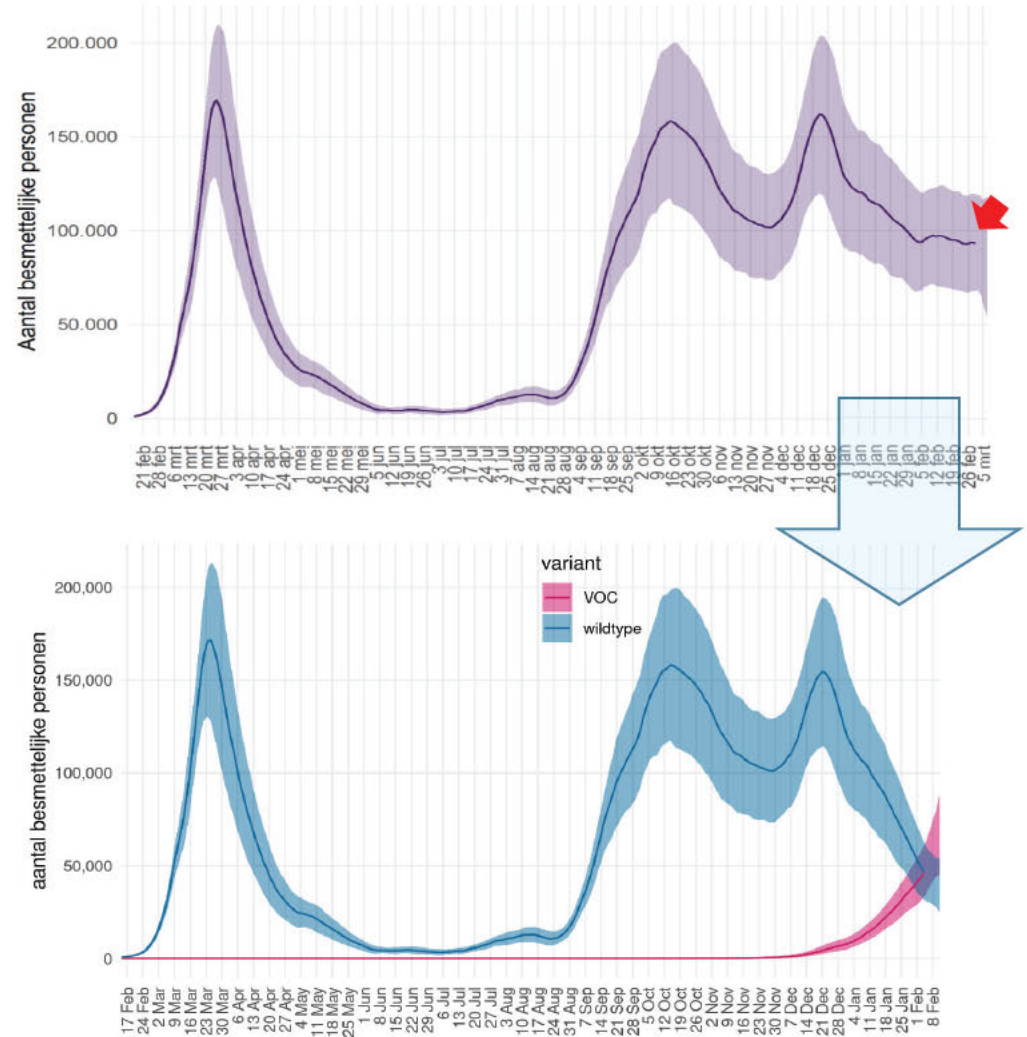 Aantal besmettelijke personen
200.000
150.000
100.000
50.000
0
21 feb
28 feb
6 mrt
13 mrt
20 mrt
27 mrt
3 apr
10 apr
17 apr
24 apr
1 mei
8 mei
15 mei
22 mei
29 mei
5 jun
12 jun
19 jun
26 jun
3 jul
10 jul
17 jul
24 jul
31 jul
7 aug
14 aug
21 aug
28 aug
4 sep
11 sep
18 sep
25 sep
2 okt
9 okt
16 okt
23 okt
30 okt
6 nov
13 nov
20 nov
27 nov
4 dec
11 dec
18 dec
25 dec
1 jan
8 jan
15 jan
22 jan
29 jan
5 feb
12 feb
19 feb
26 feb
5 mrt
variant
VOC
wildtype
aantal besmettelijke personen
200,000
150,000
100,000
50,000
0
17 Feb
24 Feb
2 Mar
9 Mar
16 Mar
23 Mar
30 Mar
6 Apr
13 Apr
20 Apr
27 Apr
4 May
11 May
18 May
25 May
1 Jun
8 Jun
15 Jun
22 Jun
29 Jun
6 Jul
13 Jul
20 Jul
27 Jul
3 Aug
10 Aug
17 Aug
24 Aug
31 Aug
7 Sep
14 Sep
21 Sep
28 Sep
5 Oct
12 Oct
19 Oct
26 Oct
2 Nov
9 Nov
16 Nov
23 Nov
30 Nov
7 Dec
14 Dec
21 Dec
28 Dec
4 Jan
11 Jan
18 Jan
25 Jan
1 Feb
8 Feb